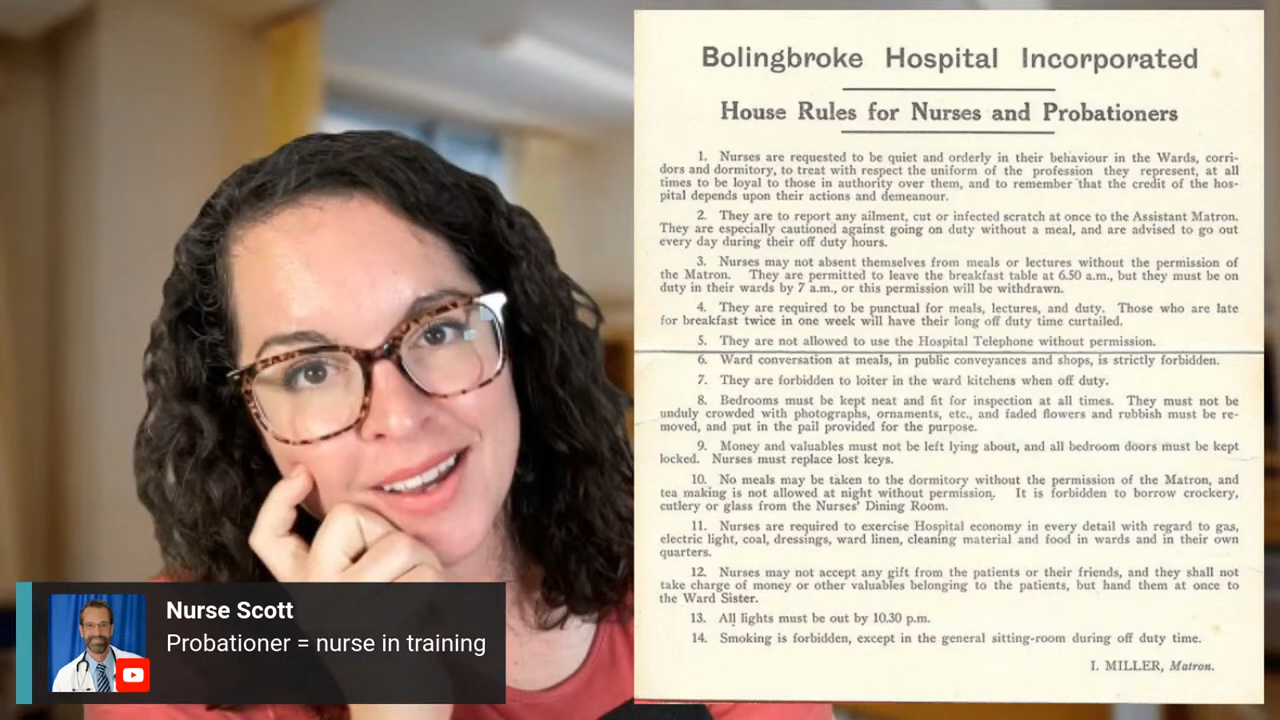 Bolingbroke Hospital Incorporated
House Rules for Nurses and Probationers
1. Nurses are requested to be quiet and orderly in their behaviour in the Wards, corri-
dors and dormitory, to treat with respect the uniform of the profession they represent, at all
times to be loyal to those in authority over them, and to remember that the credit of the hos-
pital depends upon their actions and demeanour.
2. They are to report any ailment, cut or infected scratch at once to the Assistant Matron.
They are especially cautioned against going on duty without a meal, and are advised to go out
every day during their off duty hours.
3. Nurses may not absent themselves from meals or lectures without the permission of
the Matron. They are permitted to leave the breakfast table at 6.50 a.m., but they must be on
duty in their wards by 7 a.m., or this permission will be withdrawn.
4. They are required to be punctual for meals, lectures, and duty. Those who are late
for breakfast twice in one week will have their long off duty time curtailed.
5. They are not allowed to use the Hospital Telephone without permission.
6. Ward conversation at meals, in public conveyances and shops, is strictly forbidden.
7. They are forbidden to loiter in the ward kitchens when off duty.
8. Bedrooms must be kept neat and fit for inspection at all times. They must not be
unduly crowded with photographs, ornaments, etc., and faded flowers and rubbish must be re-
moved, and put in the pail provided for the purpose.
9. Money and valuables must not be left lying about, and all bedroom doors must be kept
locked. Nurses must replace lost keys.
10. No meals may be taken to the dormitory without the permission of the Matron, and
tea making is not allowed at night without permission. It is forbidden to borrow crockery,
cutlery or glass from the Nurses' Dining Room.
11. Nurses are required to exercise Hospital economy in every detail with regard to gas,
electric light, coal, dressings, ward linen, cleaning material and food in wards and in their own
quarters.
12. Nurses may not accept any gift from the patients or their friends, and they shall not
take charge of money or other valuables belonging to the patients, but hand them at once to
the Ward Sister.
13. All lights must be out by 10.30 p.m.
14. Smoking is forbidden, except in the general sitting-room during off duty time.
I. MILLER, Matron.
Nurse Scott
Probationer = nurse in training